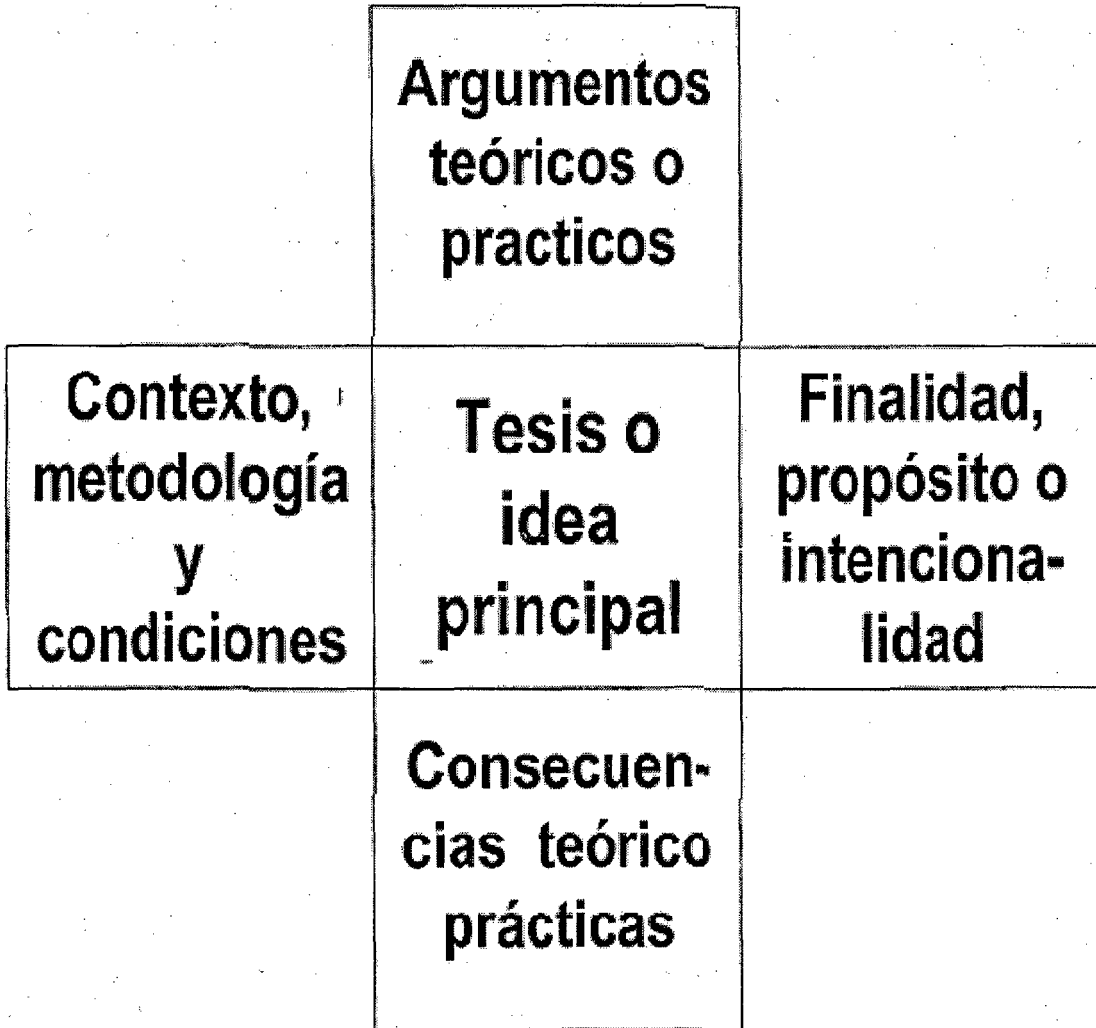 Argumentos
teóricos o
practicos
Contexto,
metodología
y
condiciones
Tesis o
idea
principal
Finalidad,
propósito o
intenciona-
lidad
Consecuen-
cias teórico
prácticas